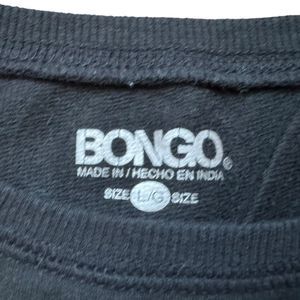 BONGO®
MADE IN / HECHO EN INDIA
SIZE L/G SIZE